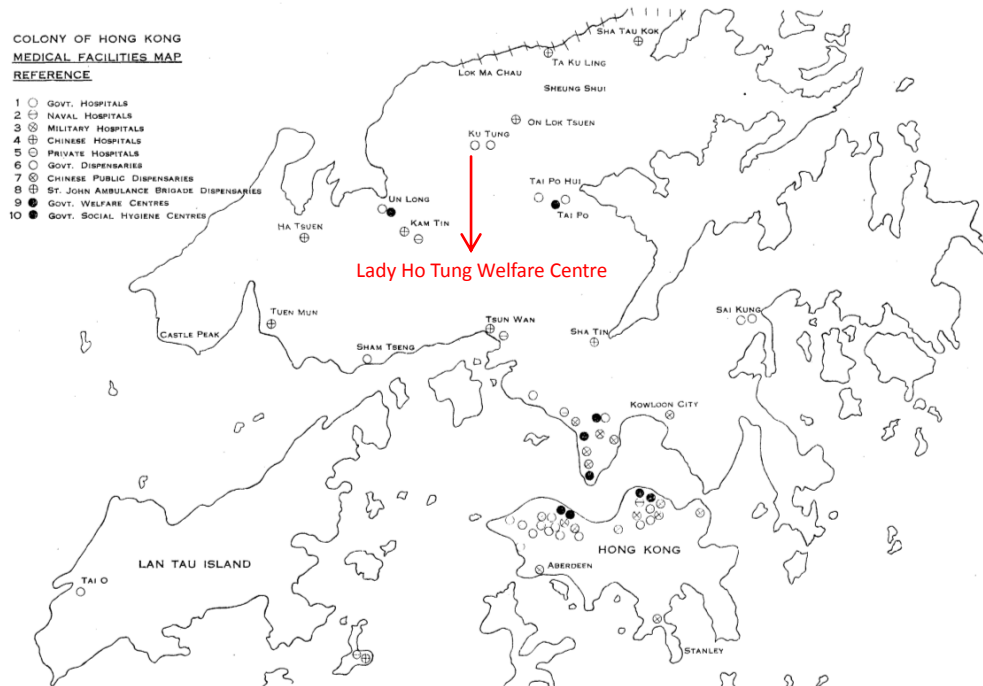 COLONY OF HONG KONG
MEDICAL FACILITIES MAP
REFERENCE
1 GOVT. HOSPITALS
2 NAVAL HOSPITALS
3 MILITARY HOSPITALS
4 CHINESE HOSPITALS
5 PRIVATE HOSPITALS
6 GOVT. DISPENSARIES
7 CHINESE PUBLIC DISPENSARIES
8 ST. JOHN AMBULANCE BRIGADE DISPENSARIES
9 GOVT. WELFARE CENTRES
10 GOVT. SOCIAL HYGIENE CENTRES
SHA TAU KOK
TA KU LING
LOK MA CHAU
SHEUNG SHUI
ON LOK TSUEN
KU TUNG
TAI PO HUI
UN LONG
TAI PO
KAM TIN
HA TSUEN
Lady Ho Tung Welfare Centre
TUEN MUN
TSUN WAN
SAI KUNG
CASTLE PEAK
SHA TIN
SHAM TSENG
KOWLOON CITY
HONG KONG
LAN TAU ISLAND
ABERDEEN
TAI O
STANLEY